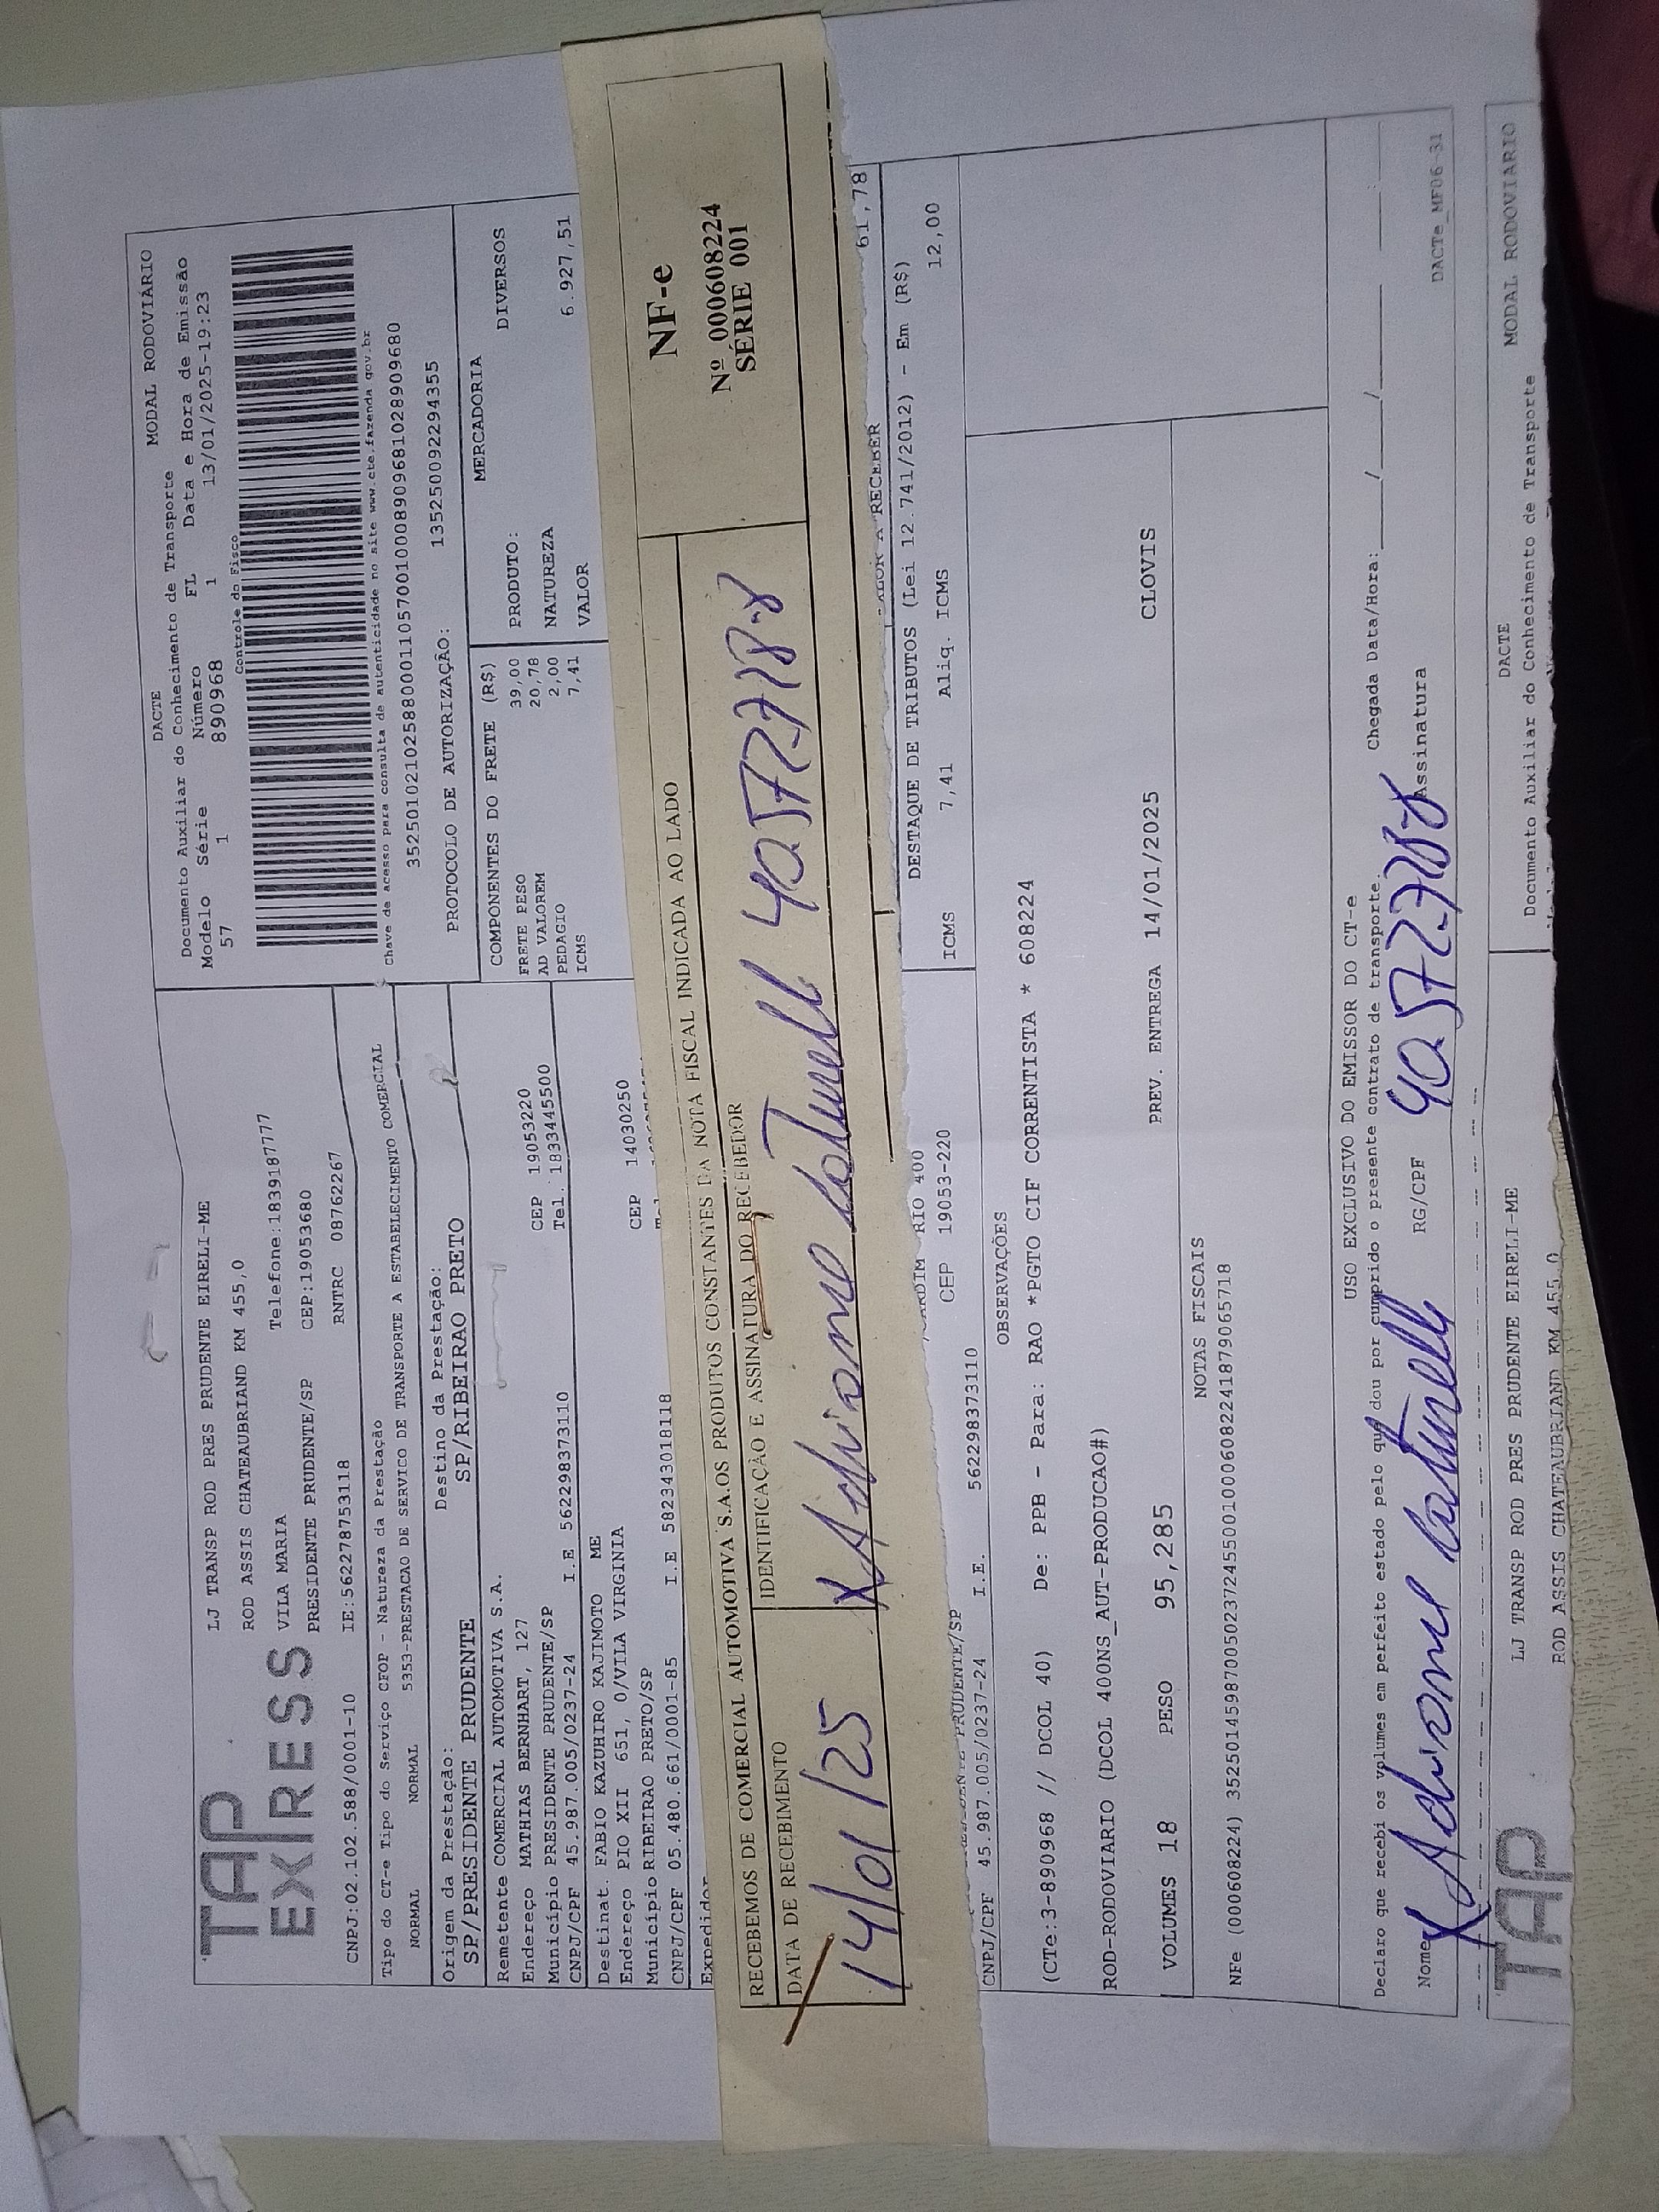 TAP
EXPRESS
LJ TRANSP ROD PRES PRUDENTE EIRELI-ME
ROD ASSIS CHATEAUBRIAND KM 455,0
VILA MARIA Telefone:1839187777
PRESIDENTE PRUDENTE/SP CEP:19053680
CNPJ:02.102.588/0001-10 IE:562278753118 RNTRC 08762267
DACTE MODAL RODOVIÁRIO
Documento Auxiliar do Conhecimento de Transporte
Modelo Série Número FL Data e Hora de Emissão
57 1 890968 1 13/01/2025-19:23
Controle do Fisco
Chave de acesso para consulta de autenticidade no site www.cte.fazenda.gov.br
35250102102588000110570010008909681028909680
PROTOCOLO DE AUTORIZAÇÃO: 135250092294355
Tipo do CT-e Tipo do Serviço CFOP - Natureza da Prestação
NORMAL NORMAL 5353-PRESTACAO DE SERVICO DE TRANSPORTE A ESTABELECIMENTO COMERCIAL
Origem da Prestação: Destino da Prestação:
SP/PRESIDENTE PRUDENTE SP/RIBEIRAO PRETO
Remetente COMERCIAL AUTOMOTIVA S.A.
Endereço MATHIAS BERNHART, 127 CEP 19053220
Município PRESIDENTE PRUDENTE/SP Tel. 1833445500
CNPJ/CPF 45.987.005/0237-24 I.E 562298373110
Destinat. FABIO KAZUHIRO KAJIMOTO ME
Endereço PIO XII 651, 0/VILA VIRGINIA CEP 14030250
Município RIBEIRAO PRETO/SP
CNPJ/CPF 05.480.661/0001-85 I.E 582343018118
Expedidor
COMPONENTES DO FRETE (R$)
FRETE PESO 39,00
AD VALOREM 20,78
PEDAGIO 2,00
ICMS 7,41
MERCADORIA
PRODUTO: DIVERSOS
NATUREZA
VALOR 6.927,51
RECEBEMOS DE COMERCIAL AUTOMOTIVA S.A.OS PRODUTOS CONSTANTES DA NOTA FISCAL INDICADA AO LADO
DATA DE RECEBIMENTO IDENTIFICAÇÃO E ASSINATURA DO RECEBEDOR
14/01/25
NF-e
Nº 000608224
SÉRIE 001
A RECEBER 61,78
JARDIM RIO 400
PRUDENTE/SP CEP 19053-220
CNPJ/CPF 45.987.005/0237-24 I.E. 562298373110
DESTAQUE DE TRIBUTOS (Lei 12.741/2012) - Em (R$)
ICMS 7,41 Aliq. ICMS 12,00
OBSERVAÇÕES
(CTe:3-890968 // DCOL 40) De: PPB - Para: RAO *PGTO CIF CORRENTISTA * 608224
ROD-RODOVIARIO (DCOL 400NS_AUT-PRODUCAO#)
VOLUMES 18 PESO 95,285 PREV. ENTREGA 14/01/2025 CLOVIS
NOTAS FISCAIS
NFe (000608224) 35250145987005023724550010006082241879065718
USO EXCLUSIVO DO EMISSOR DO CT-e
Declaro que recebi os volumes em perfeito estado pelo que dou por cumprido o presente contrato de transporte. Chegada Data/Hora: ____/____/____ ____:____
Nome RG/CPF Assinatura
DACTe_MF06-31
TAP
LJ TRANSP ROD PRES PRUDENTE EIRELI-ME
ROD ASSIS CHATEAUBRIAND KM 455,0
DACTE MODAL RODOVIARIO
Documento Auxiliar do Conhecimento de Transporte